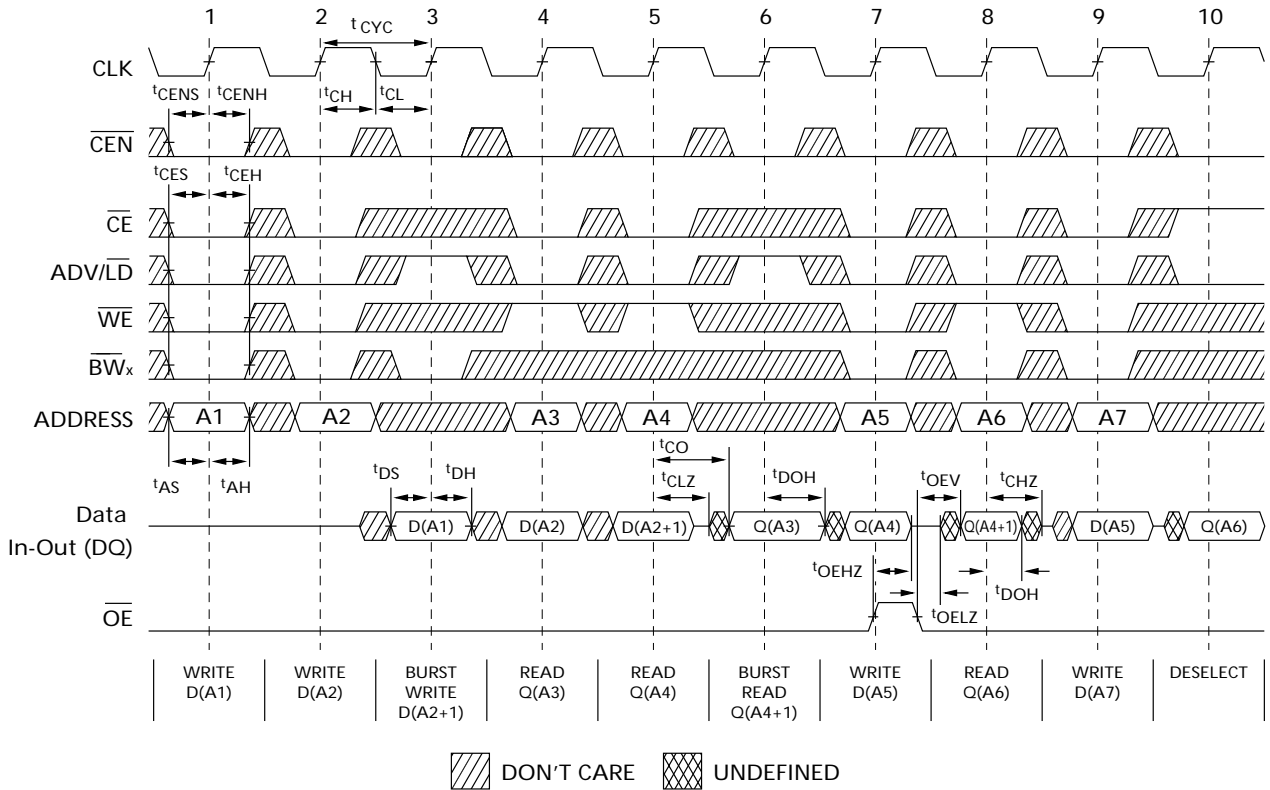 1 2 3 4 5 6 7 8 9 10
tCYC
CLK
tCENS tCENH tCH tCL
CEN
tCES tCEH
CE
ADV/LD
WE
BWx
ADDRESS A1 A2 A3 A4 A5 A6 A7
tCO
tAS tAH tDS tDH tCLZ tDOH tOEV tCHZ
Data
In-Out (DQ)
D(A1) D(A2) D(A2+1) Q(A3) Q(A4) Q(A4+1) D(A5) Q(A6)
tOEHZ tDOH
tOELZ
OE
WRITE
D(A1)
WRITE
D(A2)
BURST
WRITE
D(A2+1)
READ
Q(A3)
READ
Q(A4)
BURST
READ
Q(A4+1)
WRITE
D(A5)
READ
Q(A6)
WRITE
D(A7)
DESELECT
DON'T CARE UNDEFINED